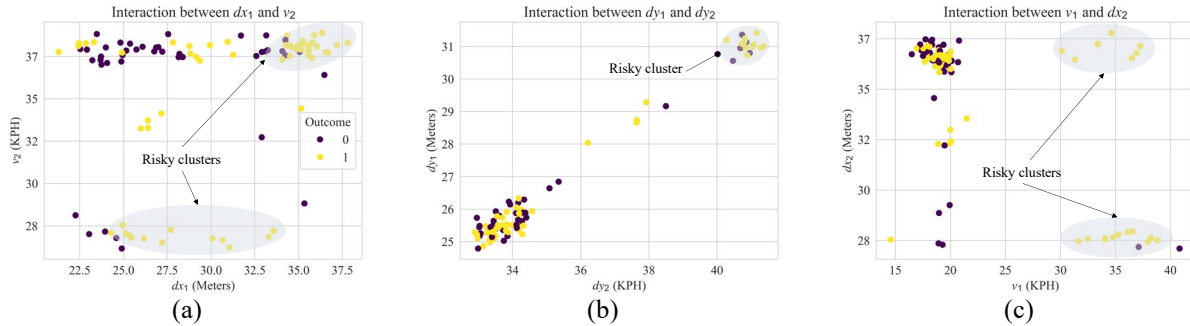 Interaction between dx₁ and v₂
v₂ (KPH)
37
35
32
30
28
22.5 25.0 27.5 30.0 32.5 35.0 37.5
dx₁ (Meters)
Outcome
0
1
Risky clusters
(a)
Interaction between dy₁ and dy₂
dy₁ (Meters)
31
30
29
28
26
25
34 36 38 40
dy₂ (KPH)
Risky cluster
(b)
Interaction between v₁ and dx₂
dx₂ (Meters)
37
35
32
30
28
15 20 25 30 35 40
v₁ (KPH)
Risky clusters
(c)